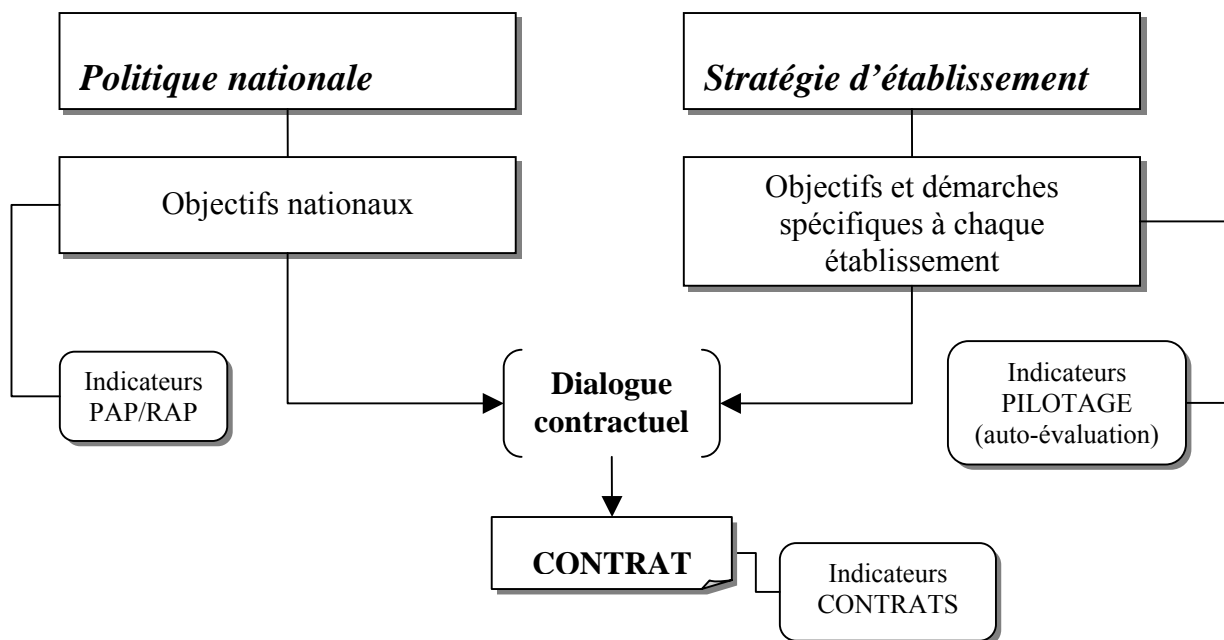 Politique nationale
Stratégie d’établissement
Objectifs nationaux
Objectifs et démarches
spécifiques à chaque
établissement
Indicateurs
PAP/RAP
Dialogue
contractuel
Indicateurs
PILOTAGE
(auto-évaluation)
CONTRAT
Indicateurs
CONTRATS